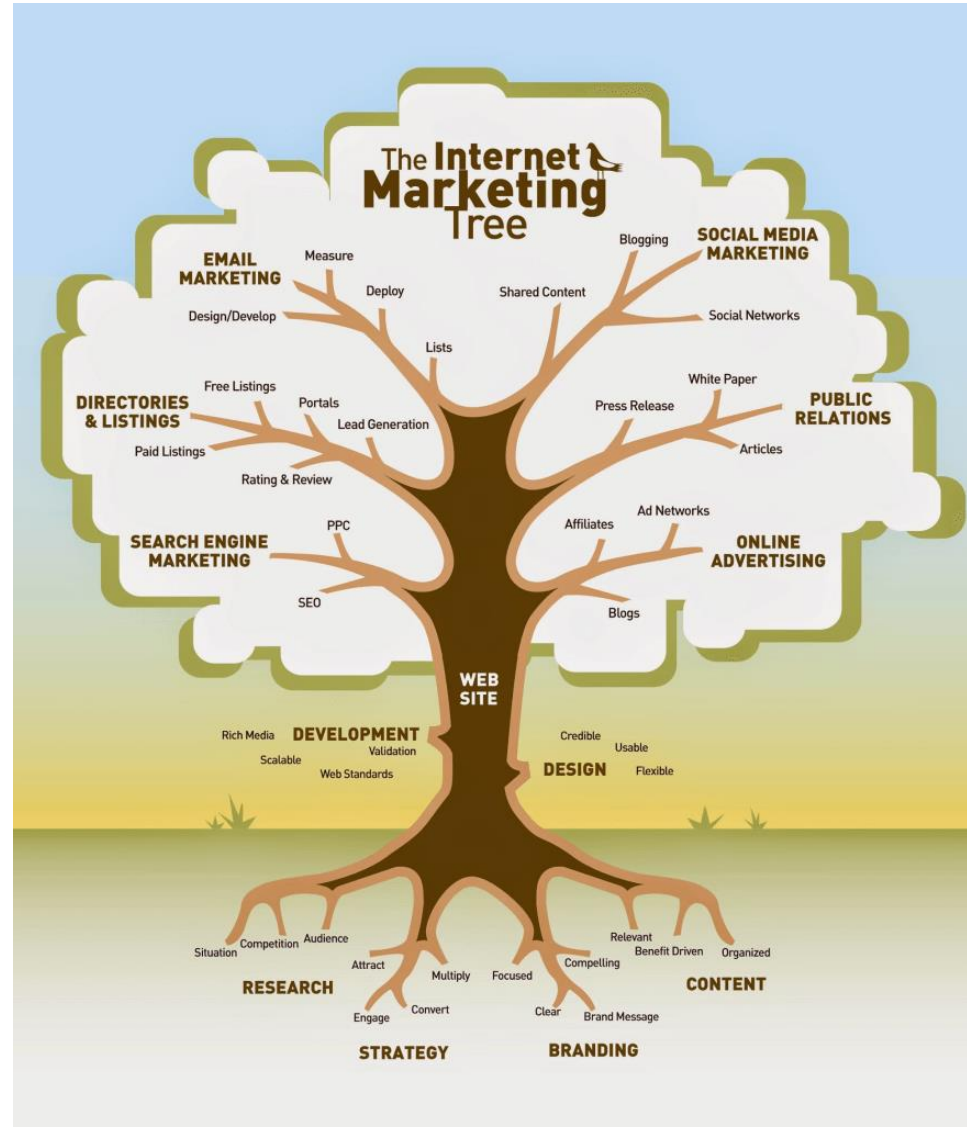 The Internet
Marketing
Tree
EMAIL
MARKETING
Measure
Deploy
Design/Develop
Lists
SOCIAL MEDIA
MARKETING
Blogging
Shared Content
Social Networks
DIRECTORIES
& LISTINGS
Free Listings
Portals
Lead Generation
Paid Listings
Rating & Review
PUBLIC
RELATIONS
White Paper
Press Release
Articles
SEARCH ENGINE
MARKETING
PPC
SEO
ONLINE
ADVERTISING
Ad Networks
Affiliates
Blogs
WEB
SITE
DEVELOPMENT
Rich Media
Validation
Scalable
Web Standards
DESIGN
Credible
Usable
Flexible
Situation
Competition
Audience
RESEARCH
Attract
Multiply
Engage
Convert
STRATEGY
Focused
Compelling
Clear
Brand Message
BRANDING
Relevant
Benefit Driven
Organized
CONTENT